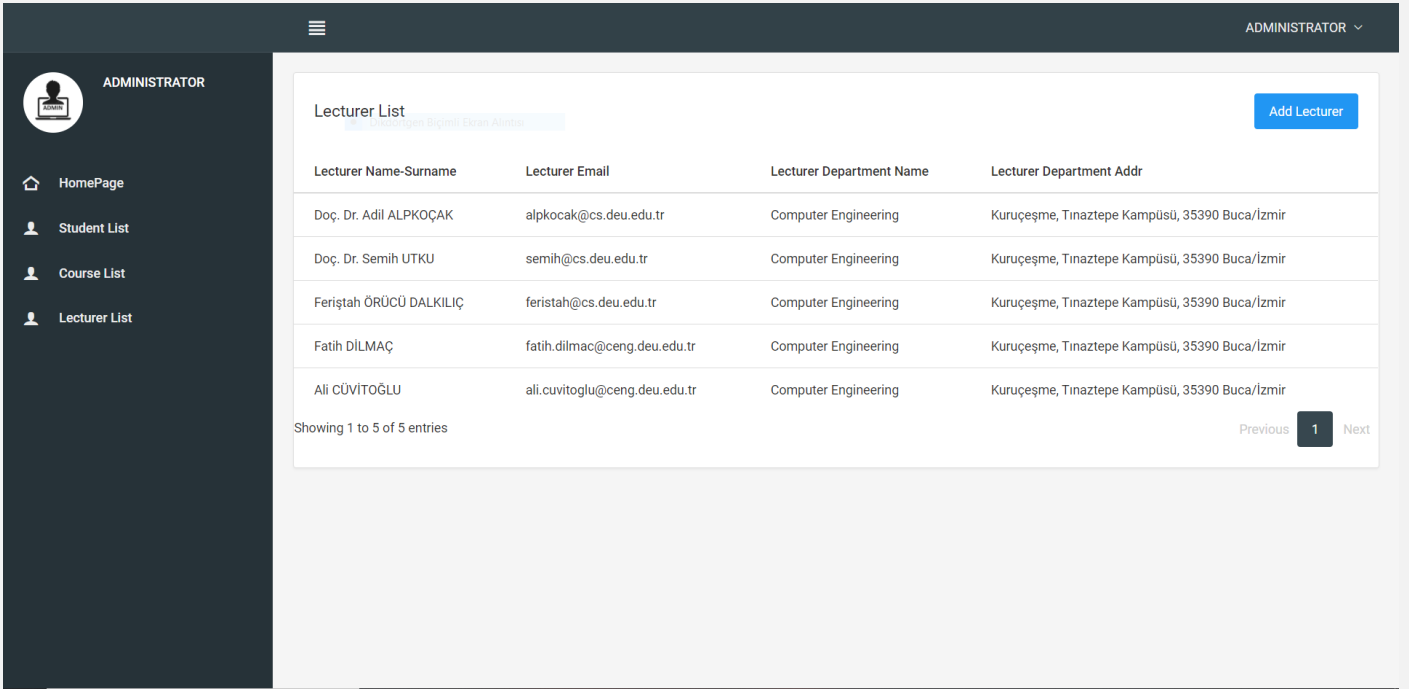 ADMINISTRATOR
ADMIN
ADMINISTRATOR
HomePage
Student List
Course List
Lecturer List
Lecturer List
Dikdörtgen Biçimli Ekran Alıntısı
Add Lecturer
Lecturer Name-Surname Lecturer Email Lecturer Department Name Lecturer Department Addr
Doç. Dr. Adil ALPKOÇAK alpkocak@cs.deu.edu.tr Computer Engineering Kuruçeşme, Tınaztepe Kampüsü, 35390 Buca/İzmir
Doç. Dr. Semih UTKU semih@cs.deu.edu.tr Computer Engineering Kuruçeşme, Tınaztepe Kampüsü, 35390 Buca/İzmir
Feriştah ÖRÜCÜ DALKILIÇ feristah@cs.deu.edu.tr Computer Engineering Kuruçeşme, Tınaztepe Kampüsü, 35390 Buca/İzmir
Fatih DİLMAÇ fatih.dilmac@ceng.deu.edu.tr Computer Engineering Kuruçeşme, Tınaztepe Kampüsü, 35390 Buca/İzmir
Ali CÜVİTOĞLU ali.cuvitoglu@ceng.deu.edu.tr Computer Engineering Kuruçeşme, Tınaztepe Kampüsü, 35390 Buca/İzmir
Showing 1 to 5 of 5 entries
Previous 1 Next